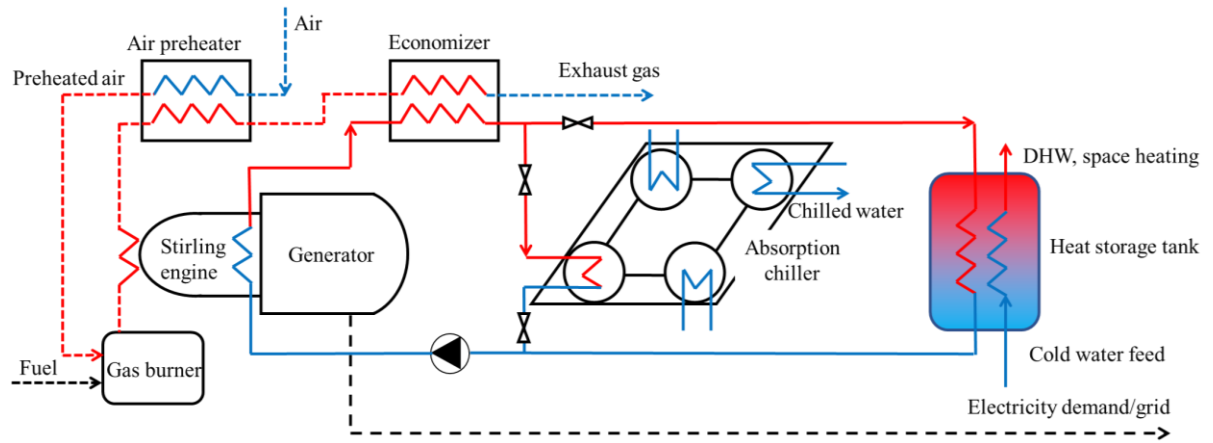 Air
Air preheater
Economizer
Preheated air
Exhaust gas
DHW, space heating
Chilled water
Stirling
engine
Generator
Absorption
chiller
Heat storage tank
Fuel
Gas burner
Cold water feed
Electricity demand/grid